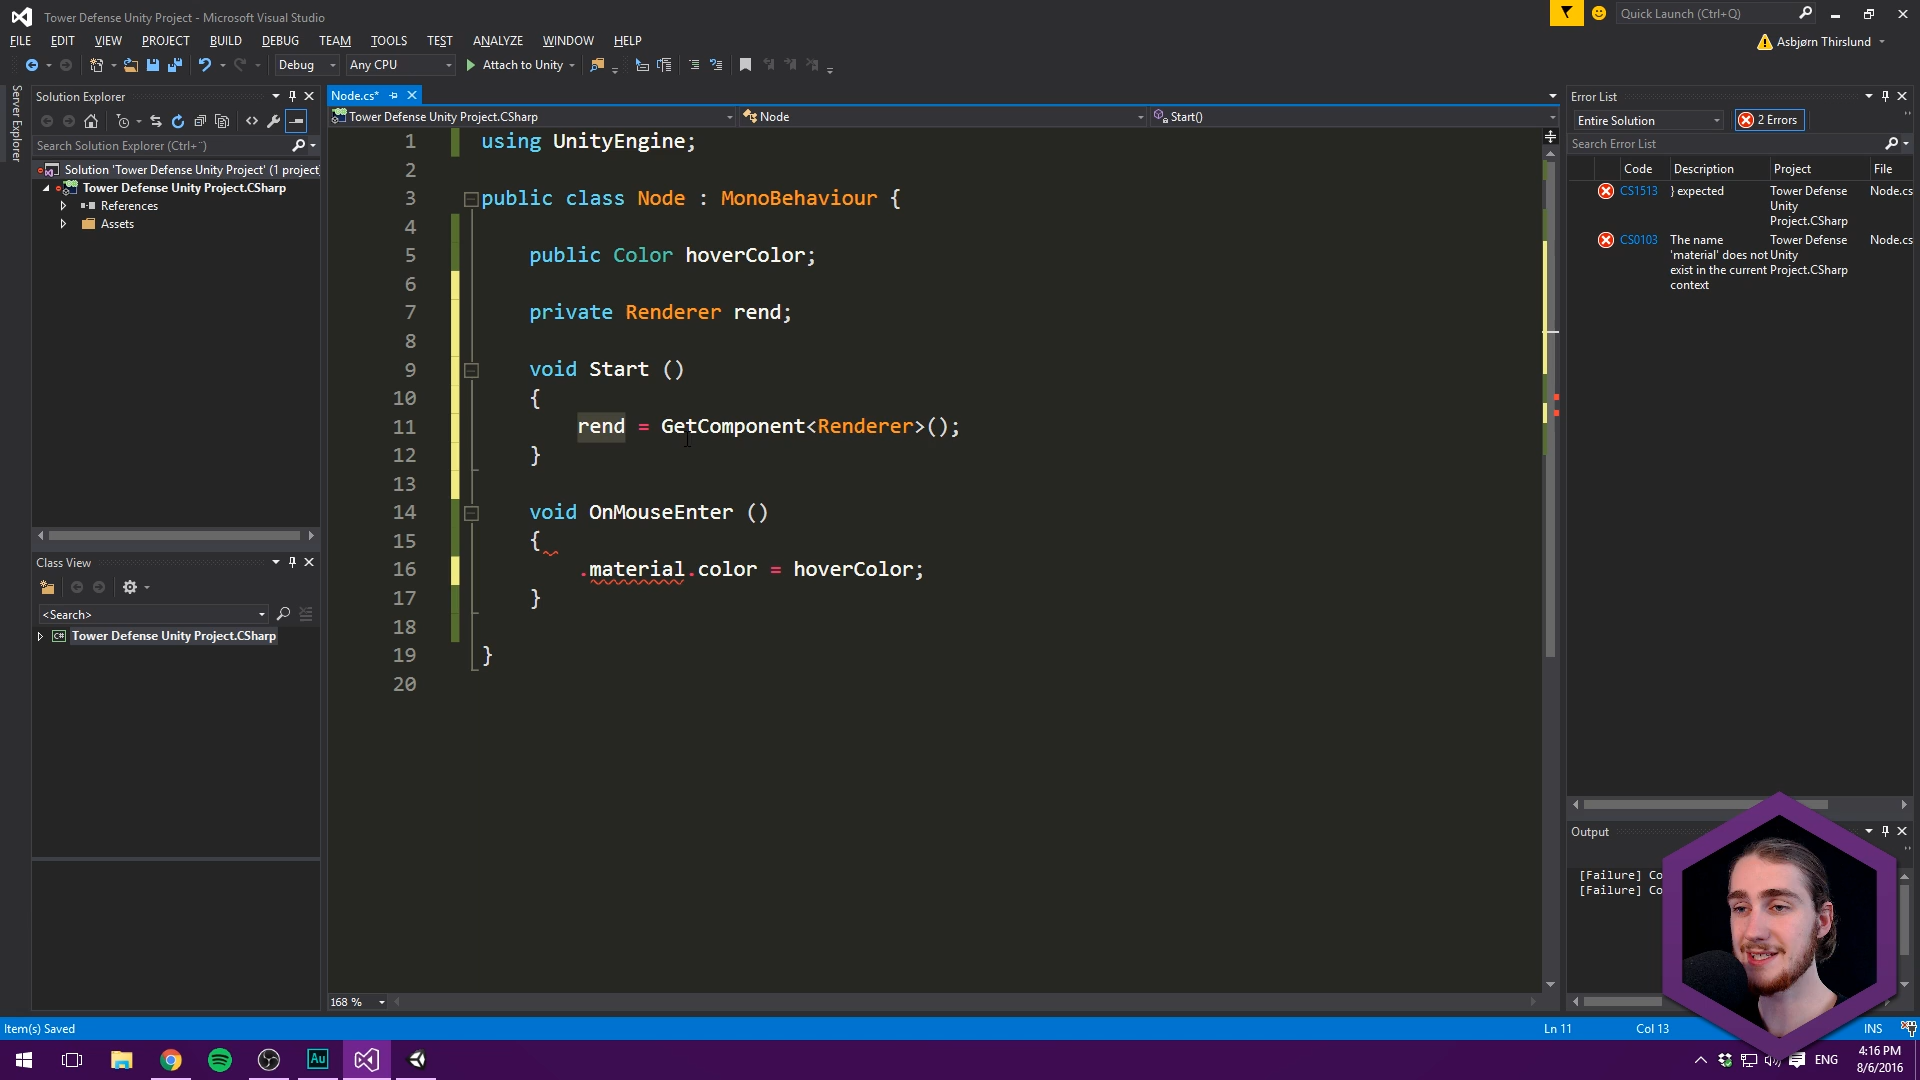 Tower Defense Unity Project - Microsoft Visual Studio
Quick Launch (Ctrl+Q)
FILE EDIT VIEW PROJECT BUILD DEBUG TEAM TOOLS TEST ANALYZE WINDOW HELP
Asbjørn Thirslund
Debug Any CPU Attach to Unity
Server Explorer
Solution Explorer
Search Solution Explorer (Ctrl+¨)
Solution 'Tower Defense Unity Project' (1 project
Tower Defense Unity Project.CSharp
References
Assets
Class View
<Search>
Tower Defense Unity Project.CSharp
Node.cs*
Tower Defense Unity Project.CSharp Node Start()
1 using UnityEngine;
2
3 public class Node : MonoBehaviour {
4
5 public Color hoverColor;
6
7 private Renderer rend;
8
9 void Start ()
10 {
11 rend = GetComponent<Renderer>();
12 }
13
14 void OnMouseEnter ()
15 {
16 .material.color = hoverColor;
17 }
18
19 }
20
168 %
Error List
Entire Solution 2 Errors
Search Error List
Code Description Project File
CS1513 } expected Tower Defense Node.cs
Unity
Project.CSharp
CS0103 The name Tower Defense Node.cs
'material' does not Unity
exist in the current Project.CSharp
context
Output
[Failure] Co
[Failure] Co
Item(s) Saved Ln 11 Col 13 INS
Au
ENG
4:16 PM
8/6/2016